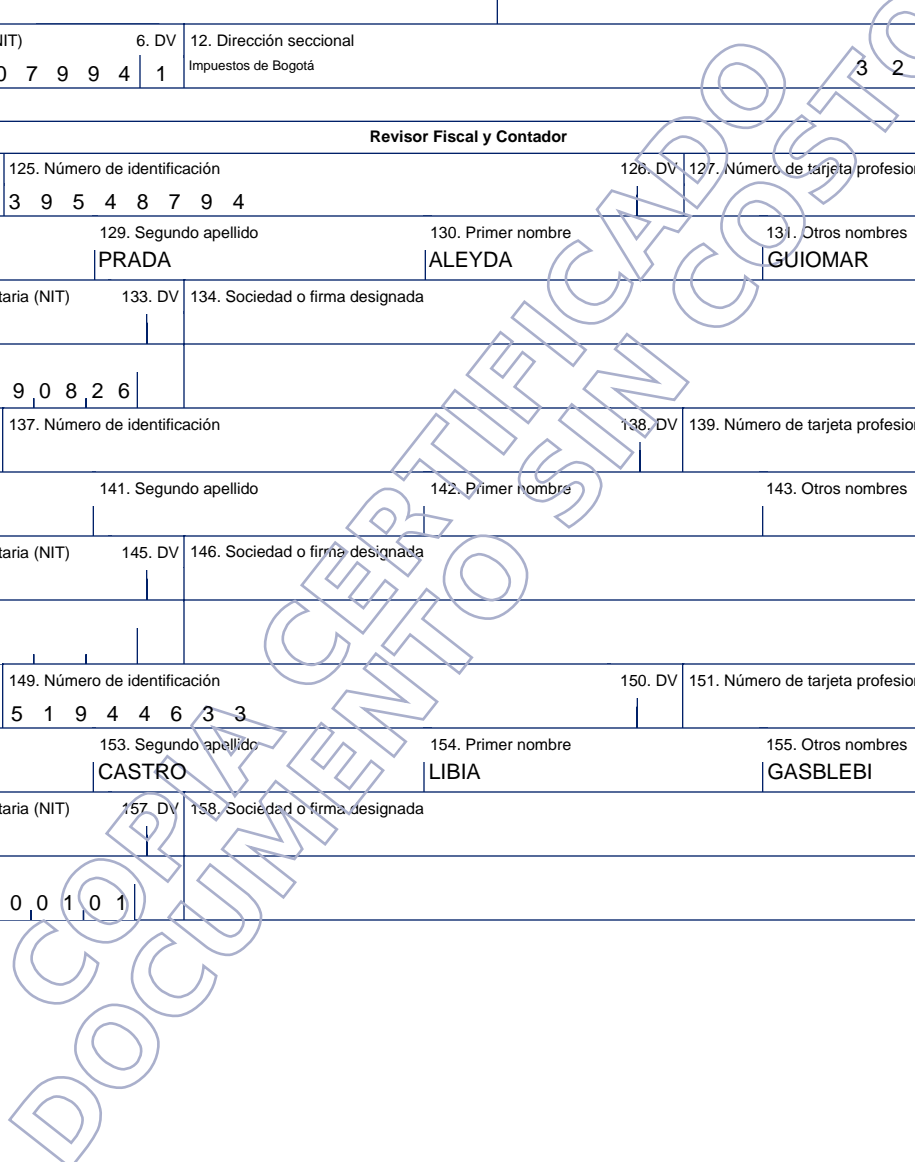 NIT) 6. DV 12. Dirección seccional
0 7 9 9 4 1 Impuestos de Bogotá 3 2
Revisor Fiscal y Contador
125. Número de identificación 126. DV 127. Número de tarjeta profesion
3 9 5 4 8 7 9 4
129. Segundo apellido 130. Primer nombre 131. Otros nombres
PRADA ALEYDA GUIOMAR
taria (NIT) 133. DV 134. Sociedad o firma designada
9 0 8 2 6
137. Número de identificación 138. DV 139. Número de tarjeta profesion
141. Segundo apellido 142. Primer nombre 143. Otros nombres
taria (NIT) 145. DV 146. Sociedad o firma designada
149. Número de identificación 150. DV 151. Número de tarjeta profesion
5 1 9 4 4 6 3 3
153. Segundo apellido 154. Primer nombre 155. Otros nombres
CASTRO LIBIA GASBLEBI
taria (NIT) 157. DV 158. Sociedad o firma designada
0 0 1 0 1
COPIA CERTIFICADO
DOCUMENTO SIN COSTO